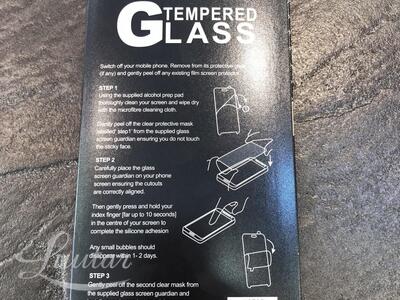 TEMPERED
GLASS
Switch off your mobile phone. Remove from its protective gear
(if any) and gently peel off any existing film screen protector.
STEP 1
Using the supplied alcohol prep pad
thoroughly clean your screen and wipe dry
with the microfibre cleaning cloth.
Gently peel off the clear protective mask
labelled' step1' from the supplied glass
screen guardian ensuring you do not touch
the sticky face.
STEP 2
Carefully place the glass
screen guardian on your phone
screen ensuring the cutouts
are correctly aligned.
Then gently press and hold your
index finger [far up to 10 seconds]
in the centre of your screen to
complete the silicone adhesion
Any small bubbles should
disappear within 1- 2 days.
STEP 3
Gently peel off the second clear mask from
the supplied glass screen guardian and
Luutar